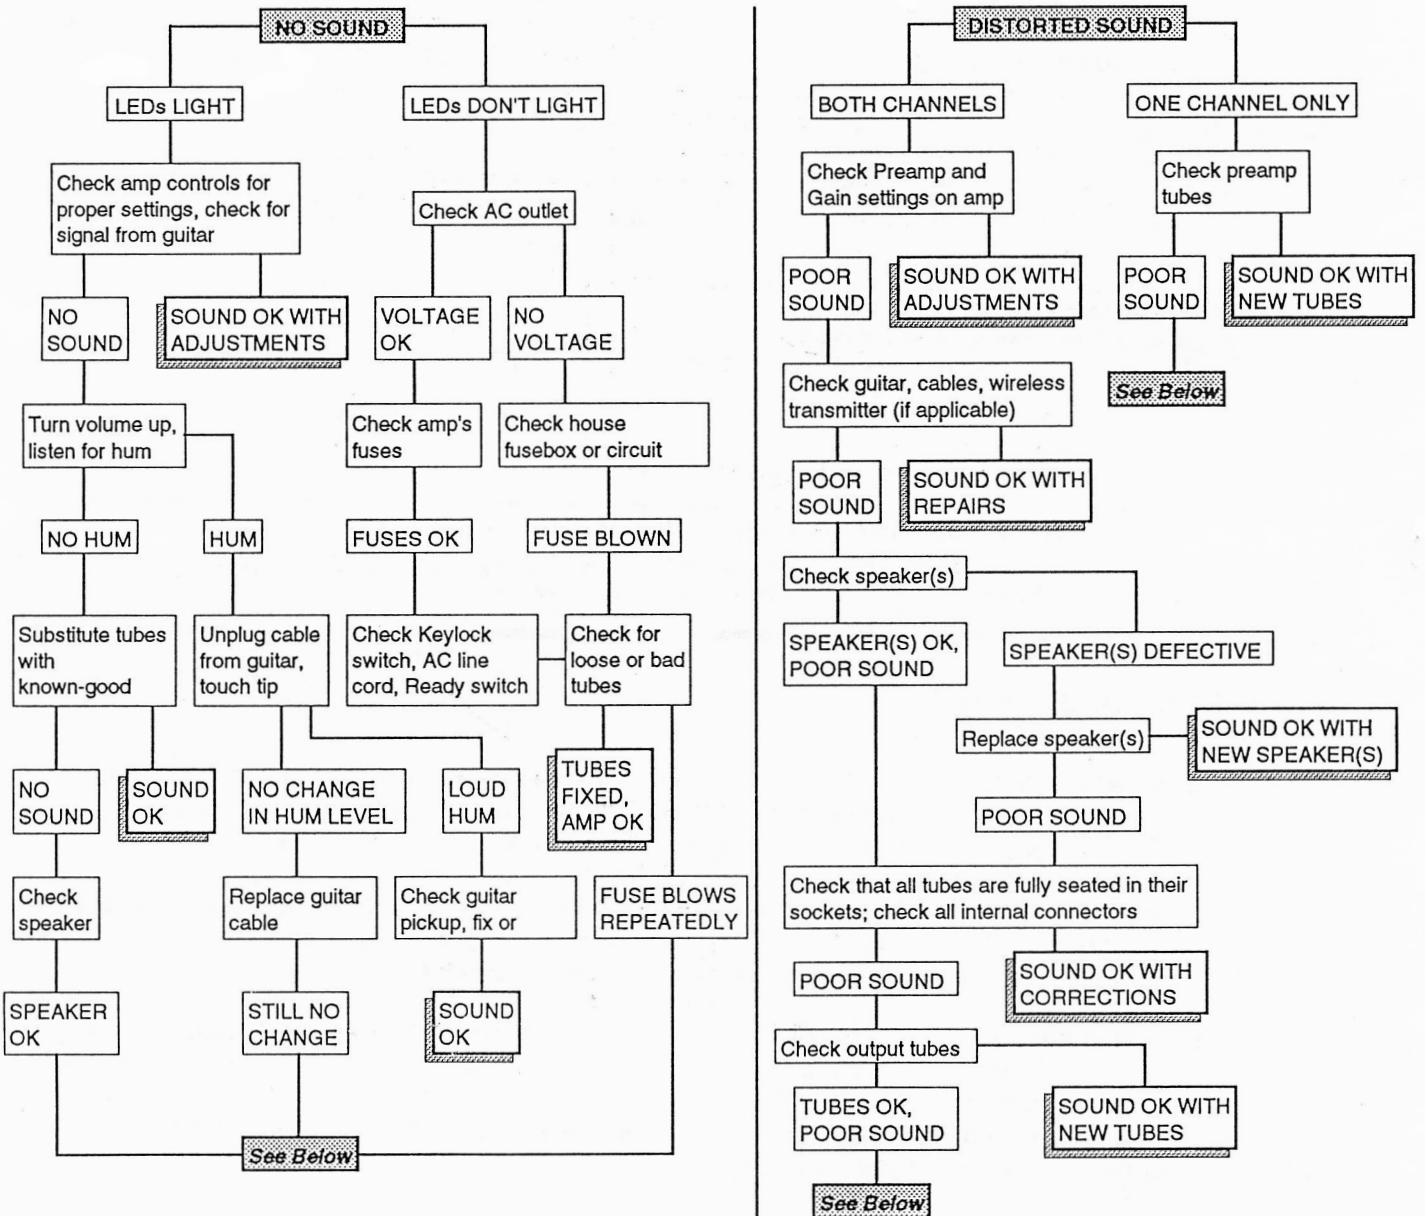 NO SOUND
LEDs LIGHT
LEDs DON'T LIGHT
Check amp controls for
proper settings, check for
signal from guitar
Check AC outlet
NO
SOUND
SOUND OK WITH
ADJUSTMENTS
VOLTAGE
OK
NO
VOLTAGE
Turn volume up,
listen for hum
Check amp's
fuses
Check house
fusebox or circuit
NO HUM
HUM
FUSES OK
FUSE BLOWN
Substitute tubes
with
known-good
Unplug cable
from guitar,
touch tip
Check Keylock
switch, AC line
cord, Ready switch
Check for
loose or bad
tubes
NO
SOUND
SOUND
OK
NO CHANGE
IN HUM LEVEL
LOUD
HUM
TUBES
FIXED,
AMP OK
Check
speaker
Replace guitar
cable
Check guitar
pickup, fix or
FUSE BLOWS
REPEATEDLY
SPEAKER
OK
STILL NO
CHANGE
SOUND
OK
See Below
DISTORTED SOUND
BOTH CHANNELS
ONE CHANNEL ONLY
Check Preamp and
Gain settings on amp
Check preamp
tubes
POOR
SOUND
SOUND OK WITH
ADJUSTMENTS
POOR
SOUND
SOUND OK WITH
NEW TUBES
Check guitar, cables, wireless
transmitter (if applicable)
See Below
POOR
SOUND
SOUND OK WITH
REPAIRS
Check speaker(s)
SPEAKER(S) OK,
POOR SOUND
SPEAKER(S) DEFECTIVE
Replace speaker(s)
SOUND OK WITH
NEW SPEAKER(S)
POOR SOUND
Check that all tubes are fully seated in their
sockets; check all internal connectors
POOR SOUND
SOUND OK WITH
CORRECTIONS
Check output tubes
TUBES OK,
POOR SOUND
SOUND OK WITH
NEW TUBES
See Below